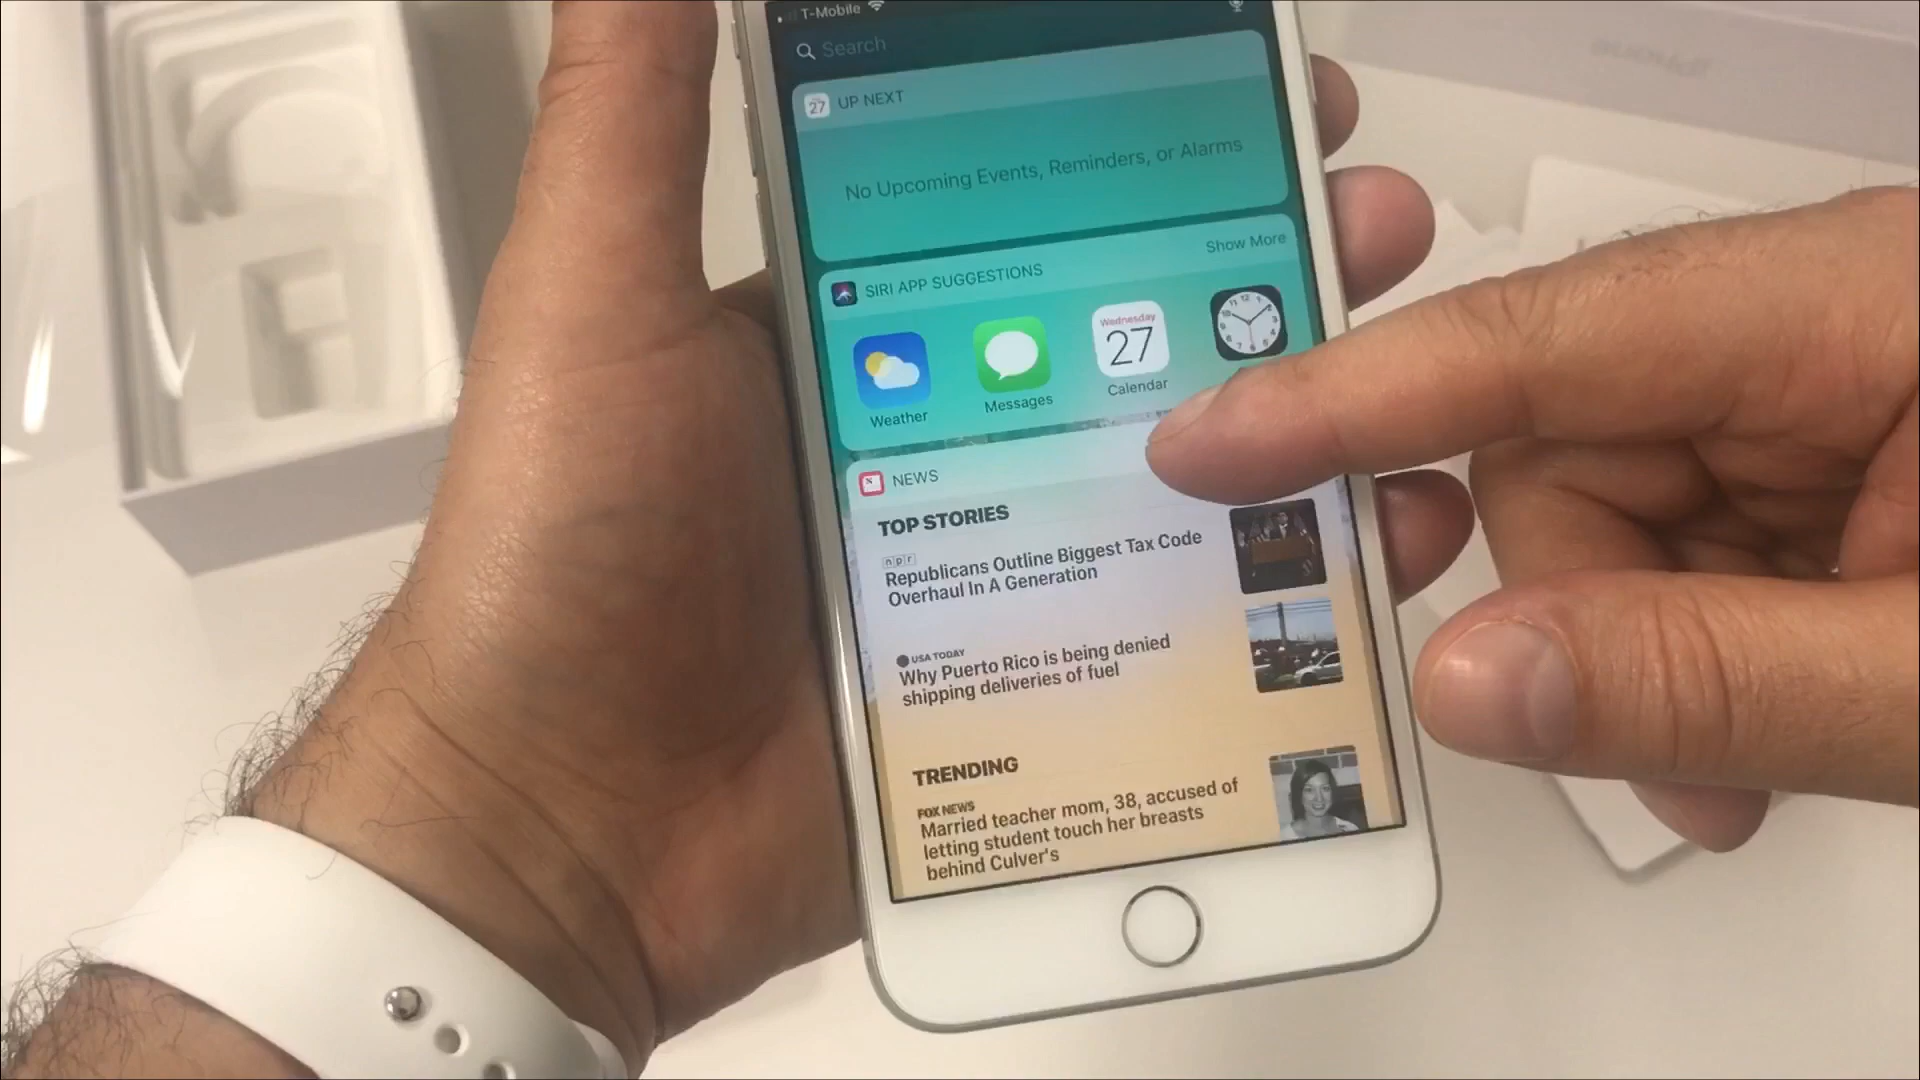 T-Mobile
Search
27 UP NEXT
No Upcoming Events, Reminders, or Alarms
SIRI APP SUGGESTIONS
Show More
Wednesday
27
Weather
Messages
Calendar
NEWS
TOP STORIES
npr
Republicans Outline Biggest Tax Code
Overhaul In A Generation
USA TODAY
Why Puerto Rico is being denied
shipping deliveries of fuel
TRENDING
FOX NEWS
Married teacher mom, 38, accused of
letting student touch her breasts
behind Culver's